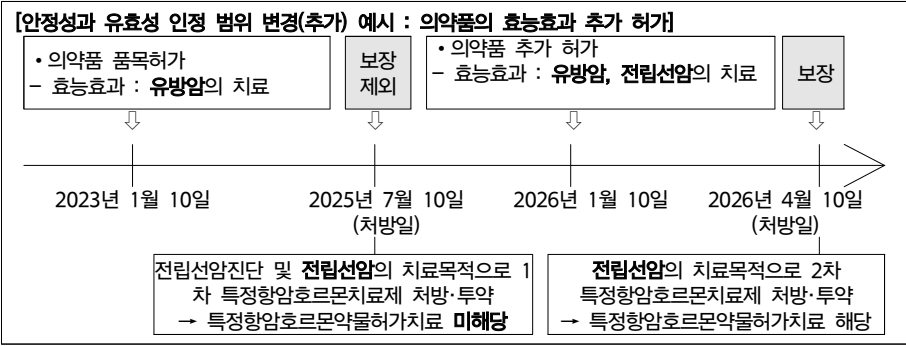 [안정성과 유효성 인정 범위 변경(추가) 예시 : 의약품의 효능효과 추가 허가]
• 의약품 품목허가
- 효능효과 : 유방암의 치료
보장
제외
• 의약품 추가 허가
- 효능효과 : 유방암, 전립선암의 치료
보장
2023년 1월 10일
2025년 7월 10일
(처방일)
2026년 1월 10일
2026년 4월 10일
(처방일)
전립선암진단 및 전립선암의 치료목적으로 1
차 특정항암호르몬치료제 처방·투약
→ 특정항암호르몬약물허가치료 미해당
전립선암의 치료목적으로 2차
특정항암호르몬치료제 처방·투약
→ 특정항암호르몬약물허가치료 해당